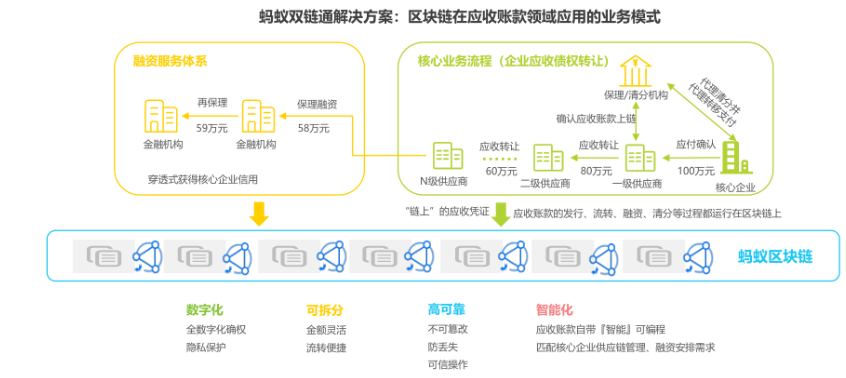 蚂蚁双链通解决方案：区块链在应收账款领域应用的业务模式
融资服务体系
再保理
59万元
保理融资
58万元
金融机构
金融机构
穿透式获得核心企业信用
核心业务流程（企业应收债权转让）
保理/清分机构
代理清分并
代理转移支付
确认应收账款上链
应收转让
60万元
应收转让
80万元
应付确认
100万元
N级供应商
二级供应商
一级供应商
核心企业
“链上”的应收凭证
应收账款的发行、流转、融资、清分等过程都运行在区块链上
蚂蚁区块链
数字化
全数字化确权
隐私保护
可拆分
金额灵活
流转便捷
高可靠
不可篡改
防丢失
可信操作
智能化
应收账款自带『智能』可编程
匹配核心企业供应链管理、融资安排需求